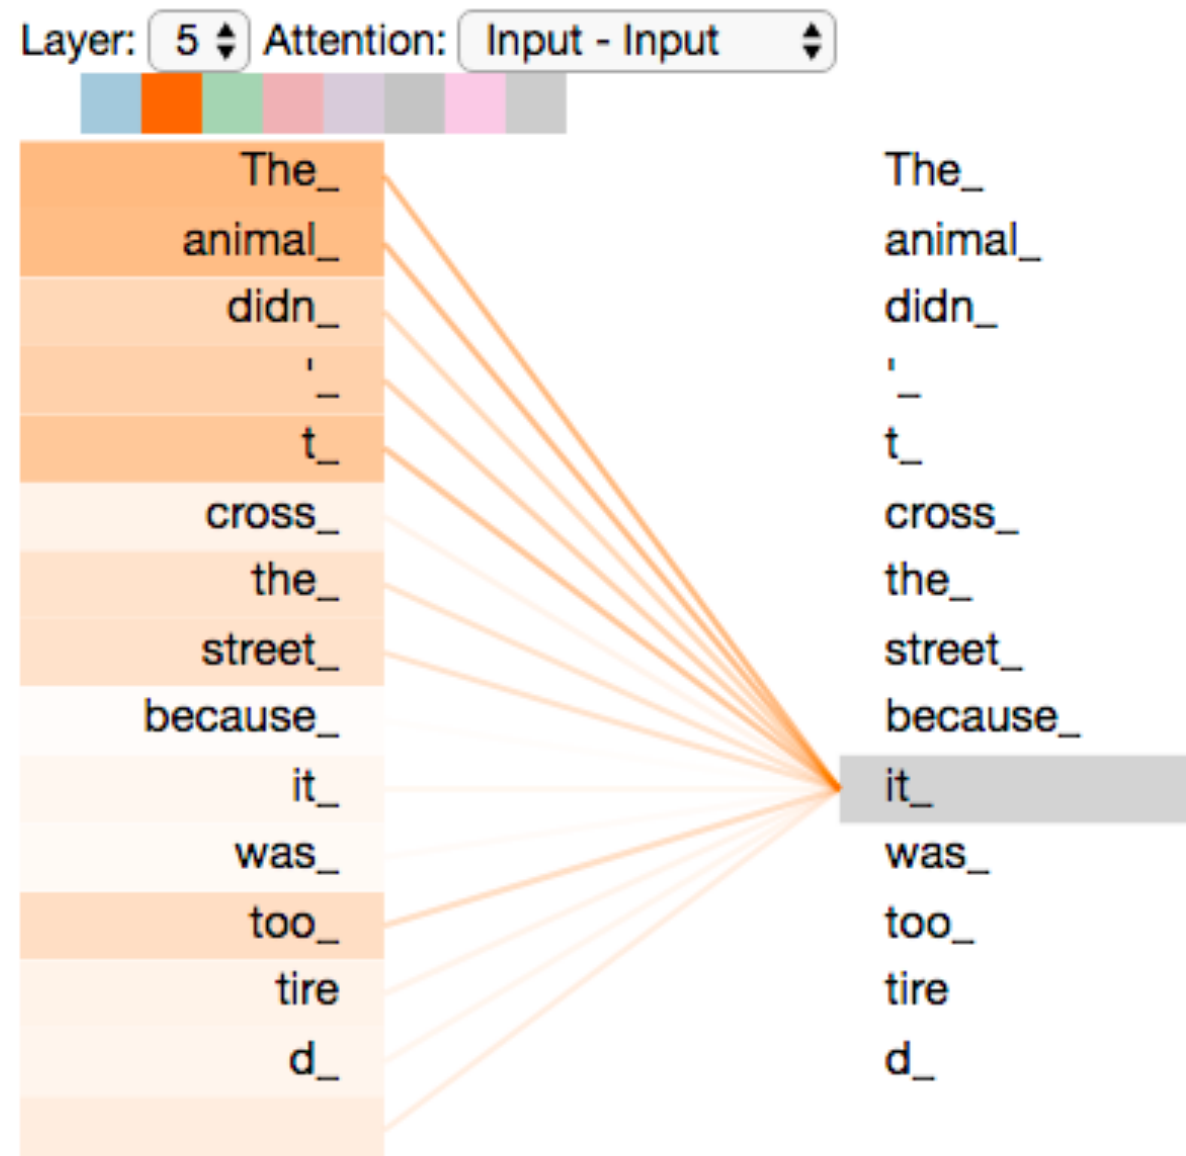 Layer: 5 Attention: Input - Input
The_ The_
animal_ animal_
didn_ didn_
'_ '_
t_ t_
cross_ cross_
the_ the_
street_ street_
because_ because_
it_ it_
was_ was_
too_ too_
tire tire
d_ d_